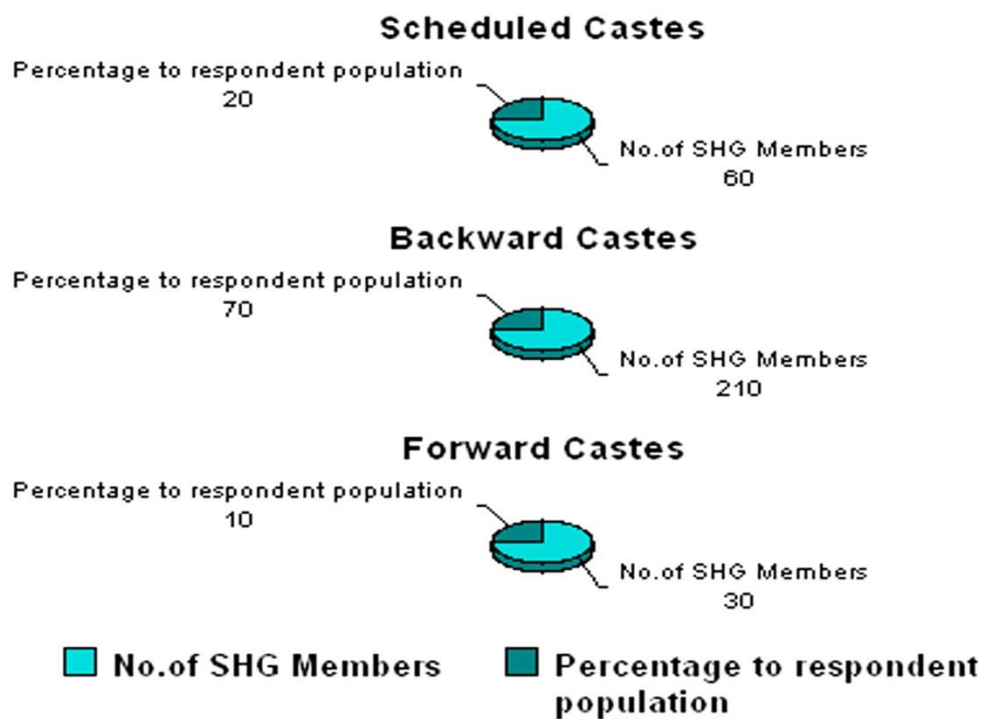 Scheduled Castes
Percentage to respondent population
20
No.of SHG Members
60
Backward Castes
Percentage to respondent population
70
No.of SHG Members
210
Forward Castes
Percentage to respondent population
10
No.of SHG Members
30
No.of SHG Members
Percentage to respondent
population